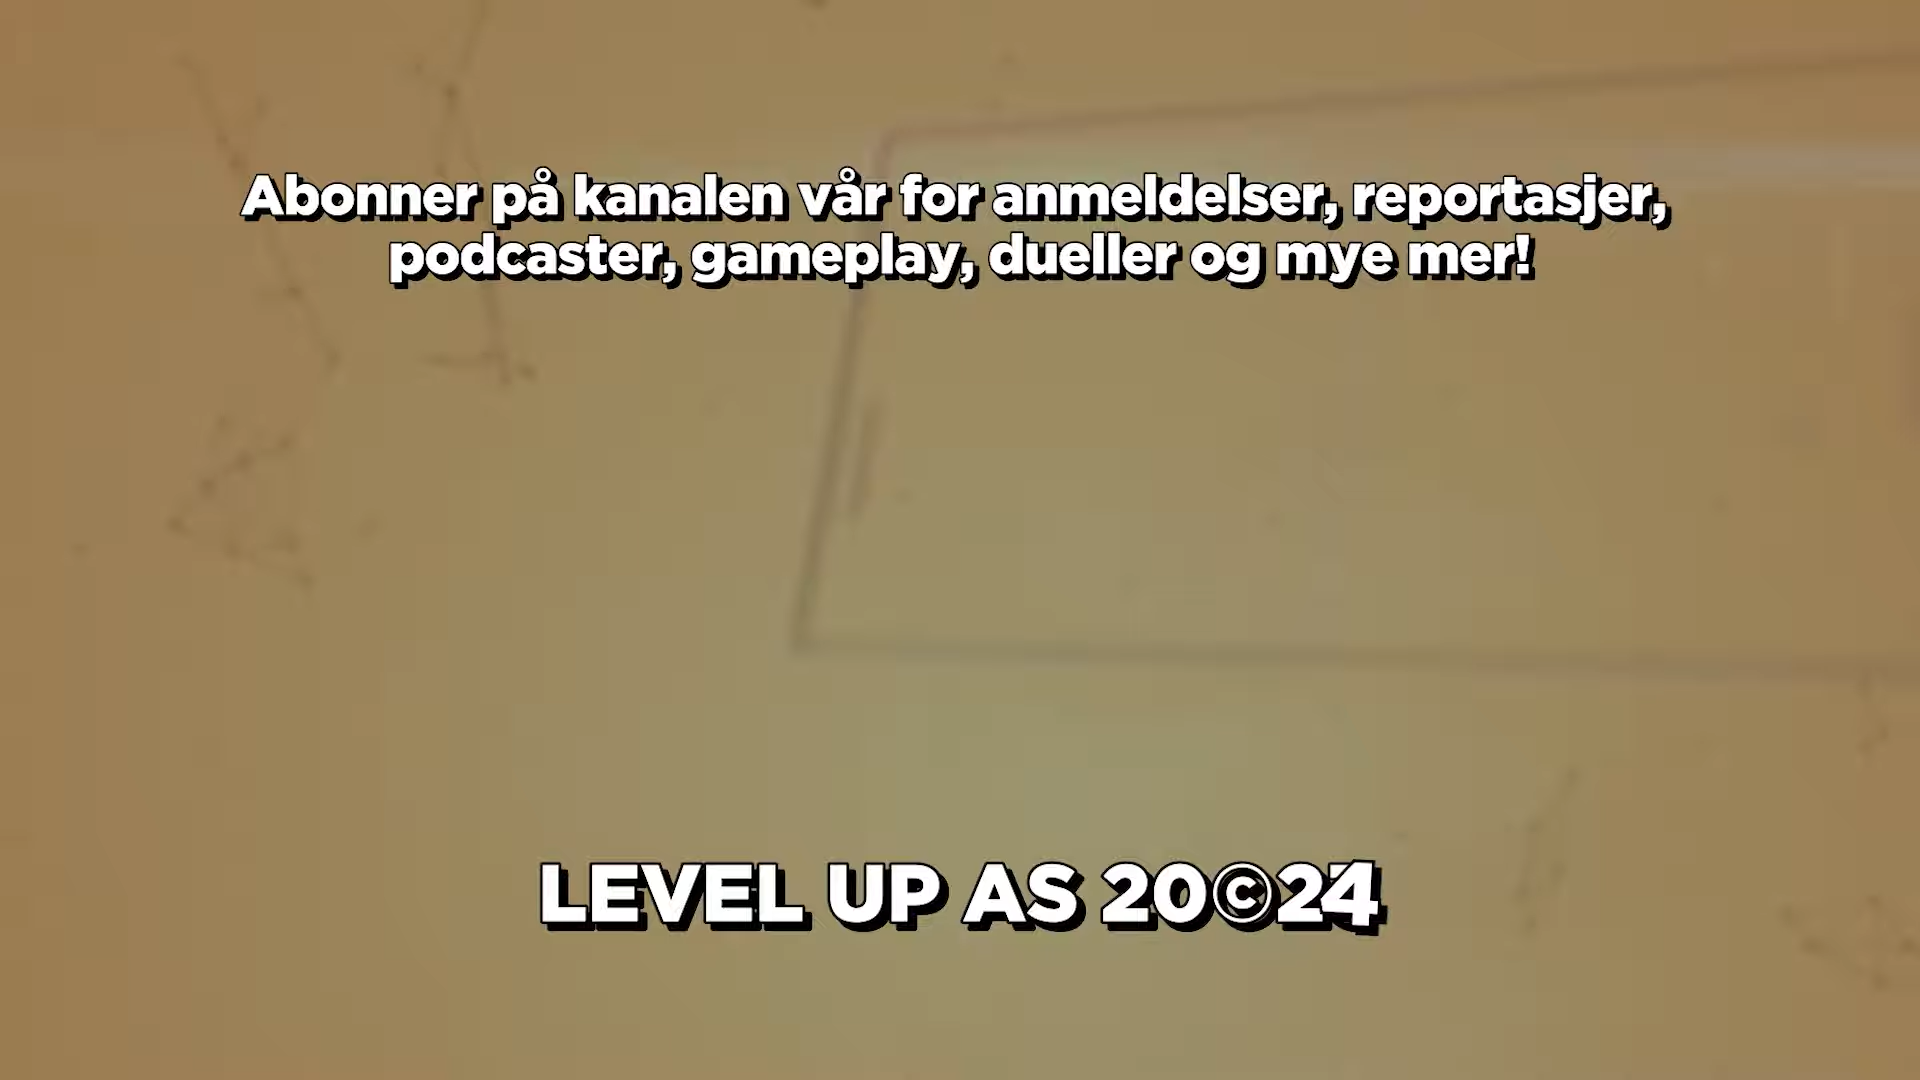 Abonner på kanalen vår for anmeldelser, reportasjer,
podcaster, gameplay, dueller og mye mer!
LEVEL UP AS 20©24